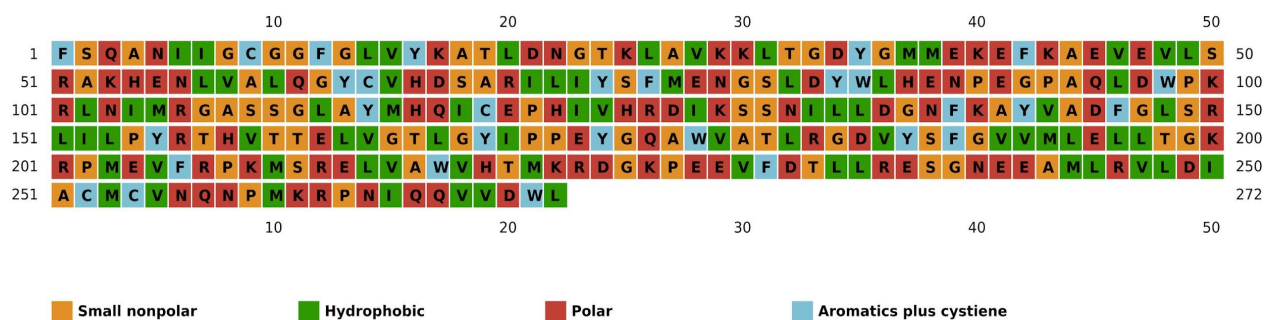 10 20 30 40 50
1 F S Q A N I I G C G G F G L V Y K A T L D N G T K L A V K K L T G D Y G M M E K E F K A E V E V L S 50
51 R A K H E N L V A L Q G Y C V H D S A R I L I Y S F M E N G S L D Y W L H E N P E G P A Q L D W P K 100
101 R L N I M R G A S S G L A Y M H Q I C E P H I V H R D I K S S N I L L D G N F K A Y V A D F G L S R 150
151 L I L P Y R T H V T T E L V G T L G Y I P P E Y G Q A W V A T L R G D V Y S F G V V M L E L L T G K 200
201 R P M E V F R P K M S R E L V A W V H T M K R D G K P E E V F D T L L R E S G N E E A M L R V L D I 250
251 A C M C V N Q N P M K R P N I Q Q V V D W L 272
10 20 30 40 50
Small nonpolar Hydrophobic Polar Aromatics plus cystiene